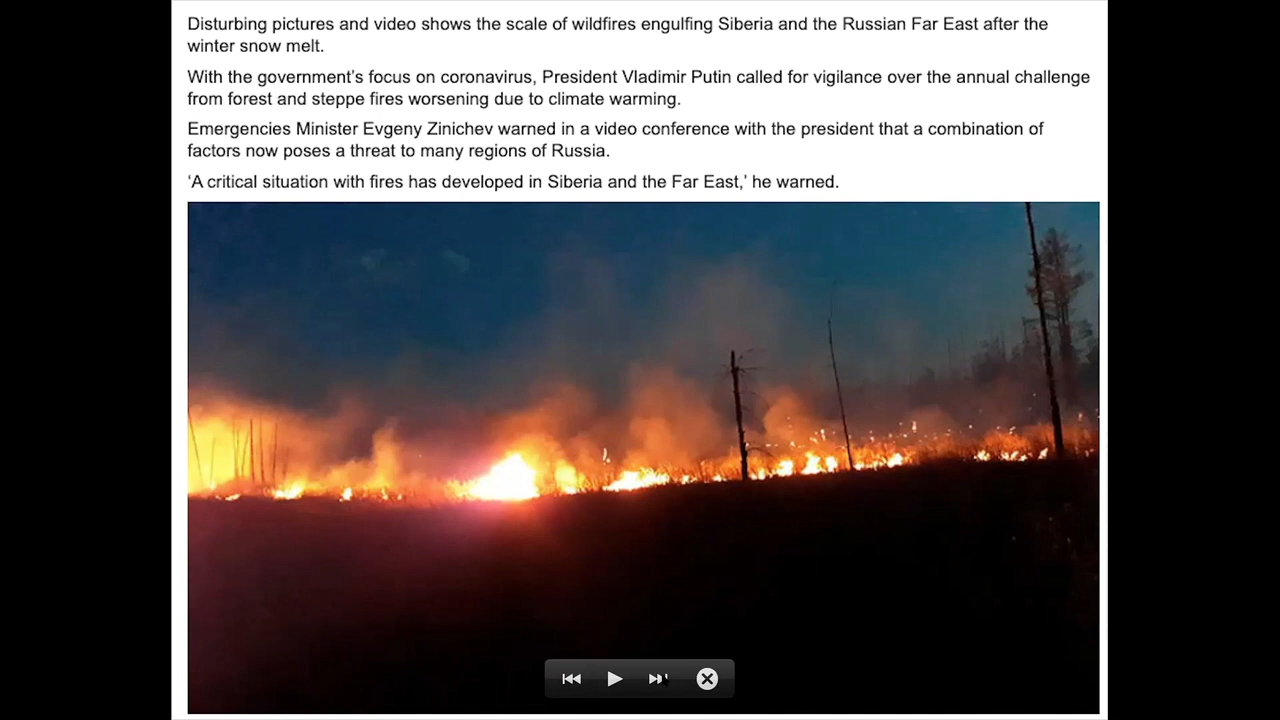 Disturbing pictures and video shows the scale of wildfires engulfing Siberia and the Russian Far East after the
winter snow melt.
With the government's focus on coronavirus, President Vladimir Putin called for vigilance over the annual challenge
from forest and steppe fires worsening due to climate warming.
Emergencies Minister Evgeny Zinichev warned in a video conference with the president that a combination of
factors now poses a threat to many regions of Russia.
‘A critical situation with fires has developed in Siberia and the Far East,’ he warned.